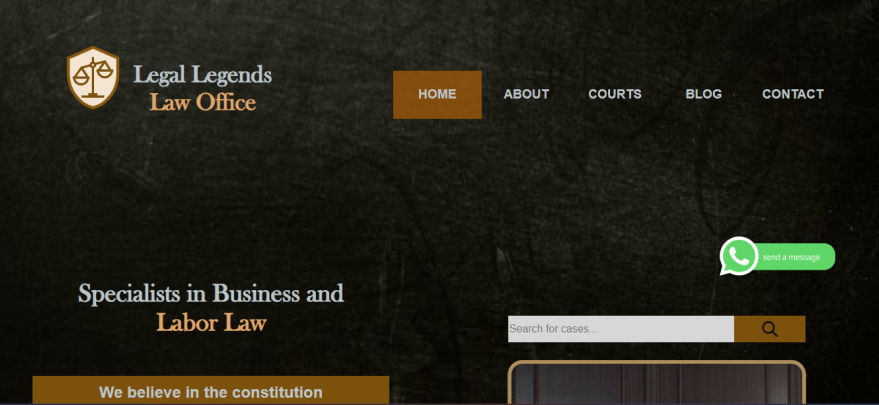 Legal Legends
Law Office
HOME ABOUT COURTS BLOG CONTACT
send a message
Specialists in Business and
Labor Law
Search for cases...
We believe in the constitution